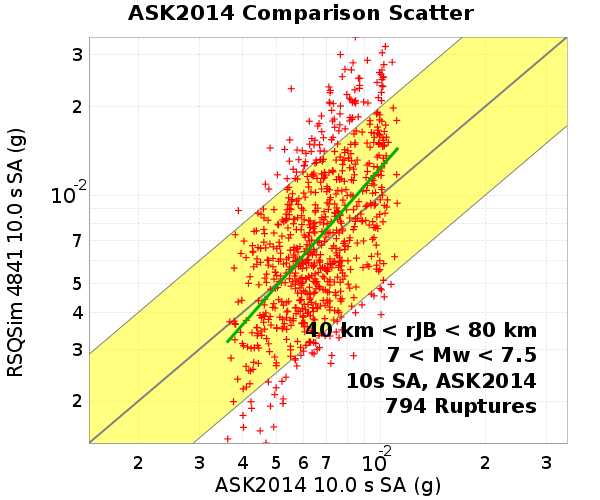 ASK2014 Comparison Scatter
RSQSim 4841 10.0 s SA (g)
3
2
10-2
7
5
4
3
2
40 km < rJB < 80 km
7 < Mw < 7.5
10s SA, ASK2014
794 Ruptures
2 3 4 5 6 7 10-2 2 3
ASK2014 10.0 s SA (g)